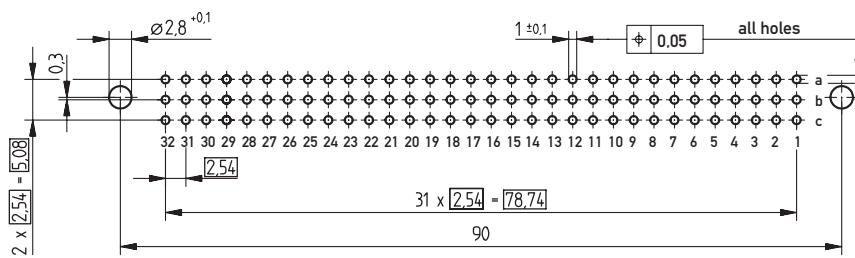 ⌀2,8 +0,1
1 ±0,1
⌖ 0,05
all holes
0,3
a
b
c
32 31 30 29 28 27 26 25 24 23 22 21 20 19 18 17 16 15 14 13 12 11 10 9 8 7 6 5 4 3 2 1
2,54
2 x 2,54 = 5,08
31 x 2,54 = 78,74
90